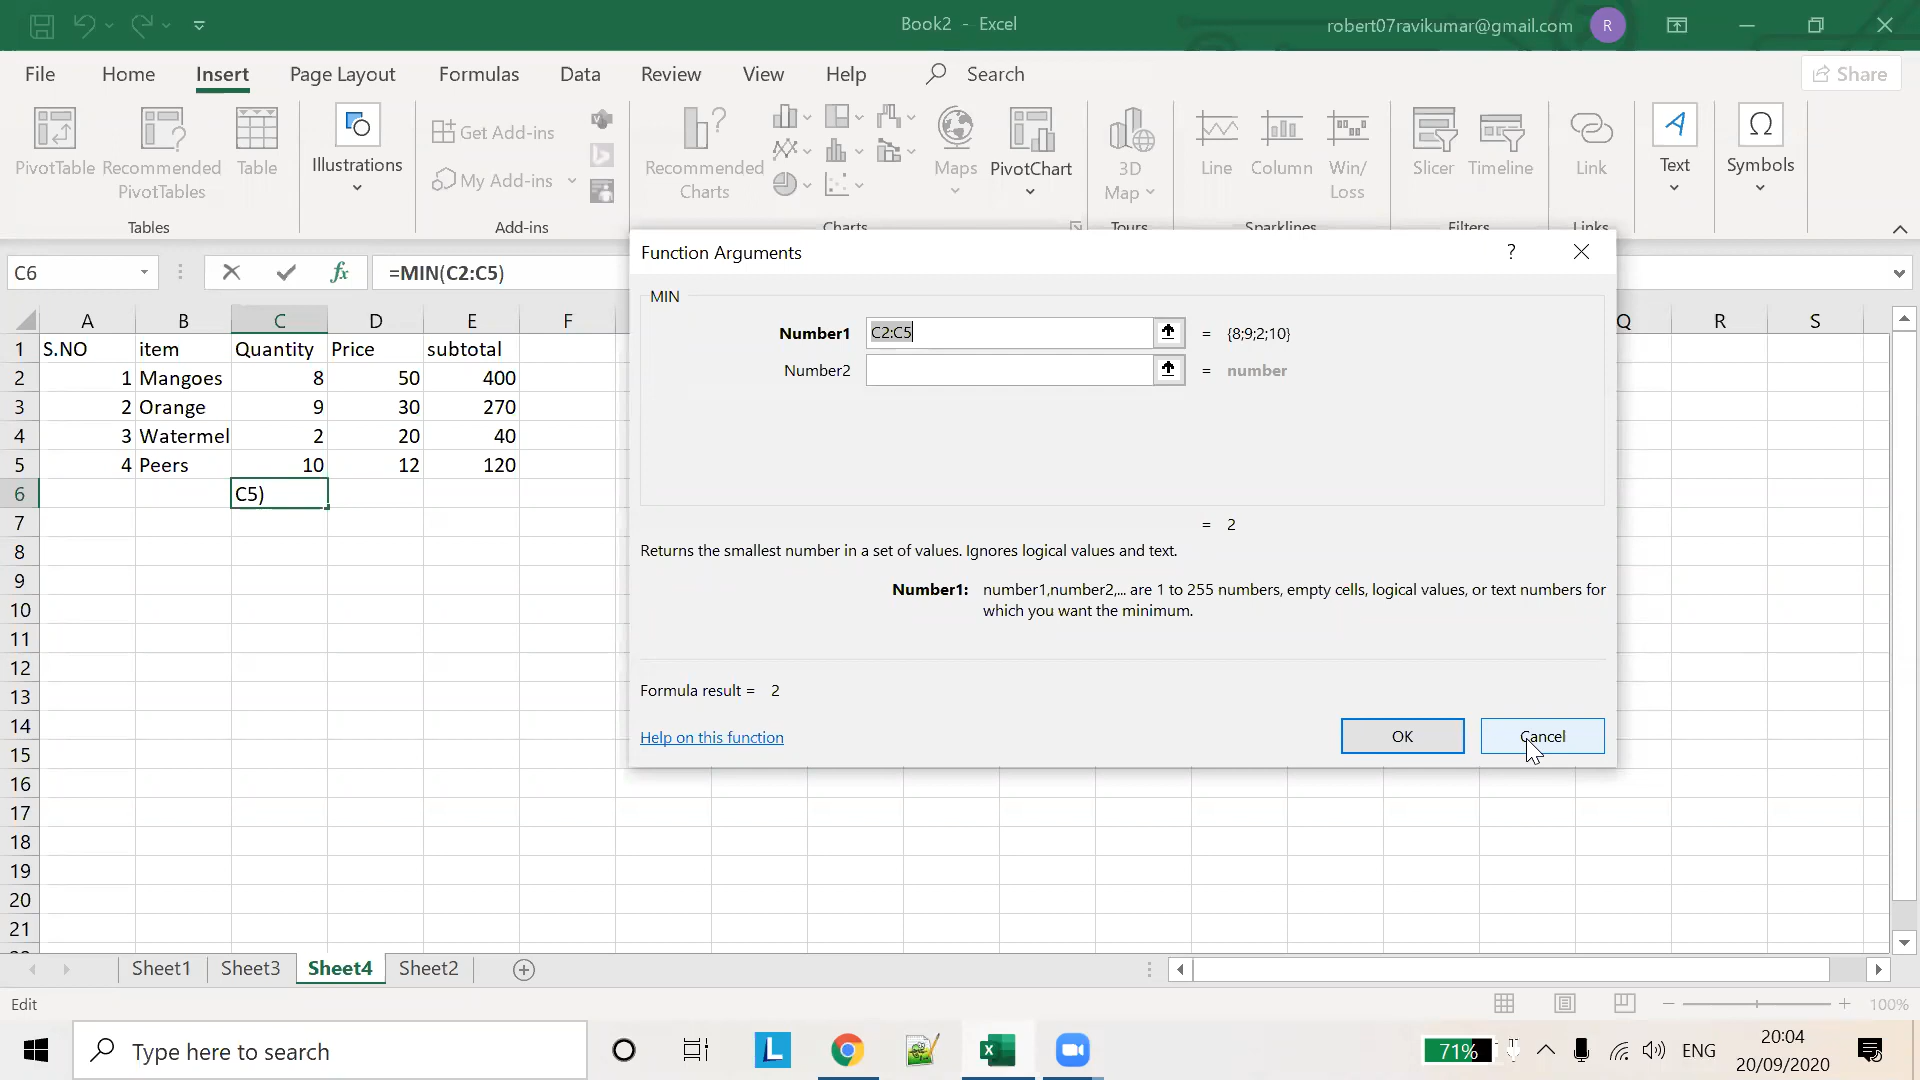 Book2 - Excel
robert07ravikumar@gmail.com
R
File
Home
Insert
Page Layout
Formulas
Data
Review
View
Help
Search
Share
PivotTable
Recommended
PivotTables
Table
Illustrations
Get Add-ins
My Add-ins
Recommended
Charts
Maps
PivotChart
3D
Map
Line
Column
Win/
Loss
Slicer
Timeline
Link
Text
Symbols
Tables
Add-ins
Charts
Tours
Sparklines
Filters
Links
C6
fx
=MIN(C2:C5)
A B C D E F Q R S
1 S.NO item Quantity Price subtotal
2 1 Mangoes 8 50 400
3 2 Orange 9 30 270
4 3 Watermel 2 20 40
5 4 Peers 10 12 120
6 C5)
7
8
9
10
11
12
13
14
15
16
17
18
19
20
21
Function Arguments
?
MIN
Number1 C2:C5 = {8;9;2;10}
Number2 = number
= 2
Returns the smallest number in a set of values. Ignores logical values and text.
Number1: number1,number2,... are 1 to 255 numbers, empty cells, logical values, or text numbers for
which you want the minimum.
Formula result = 2
Help on this function
OK
Cancel
Sheet1
Sheet3
Sheet4
Sheet2
Edit
100%
Type here to search
L
71%
ENG
20:04
20/09/2020